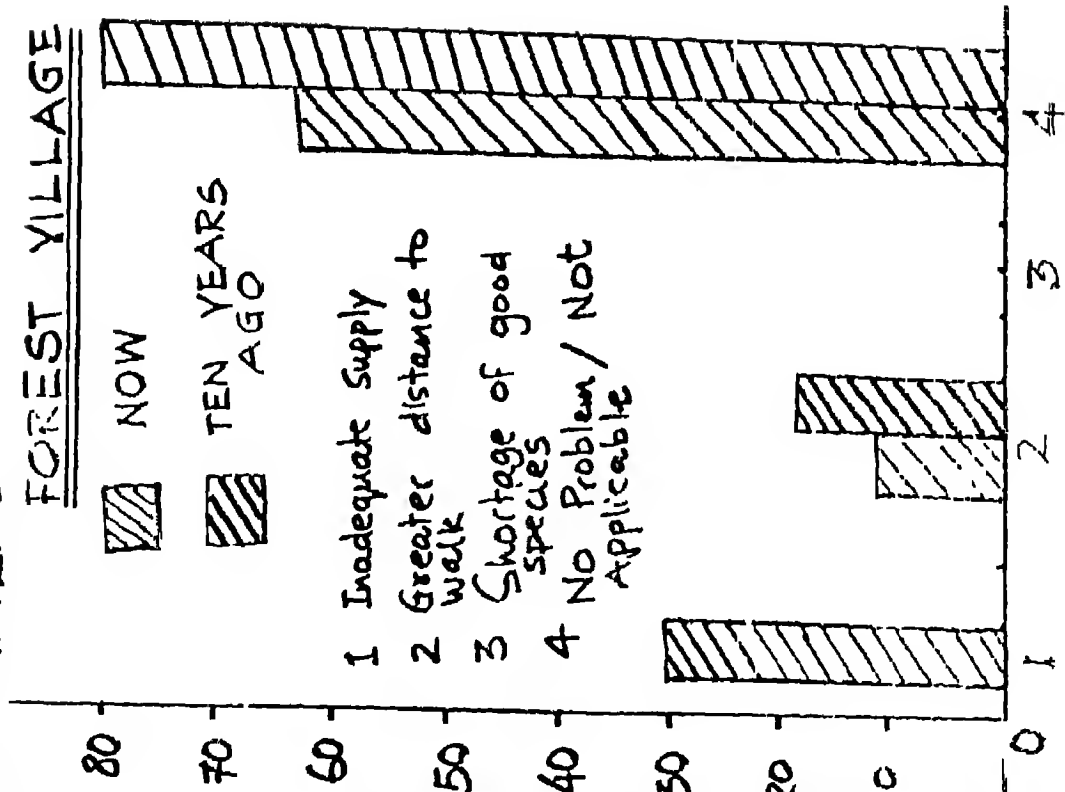 FOREST VILLAGE
NOW
TEN YEARS
AGO
1 Inadequate Supply
2 Greater distance to
walk
3 Shortage of good
species
4 No Problem / Not
Applicable
80
70
60
50
40
0
1
2
3
4